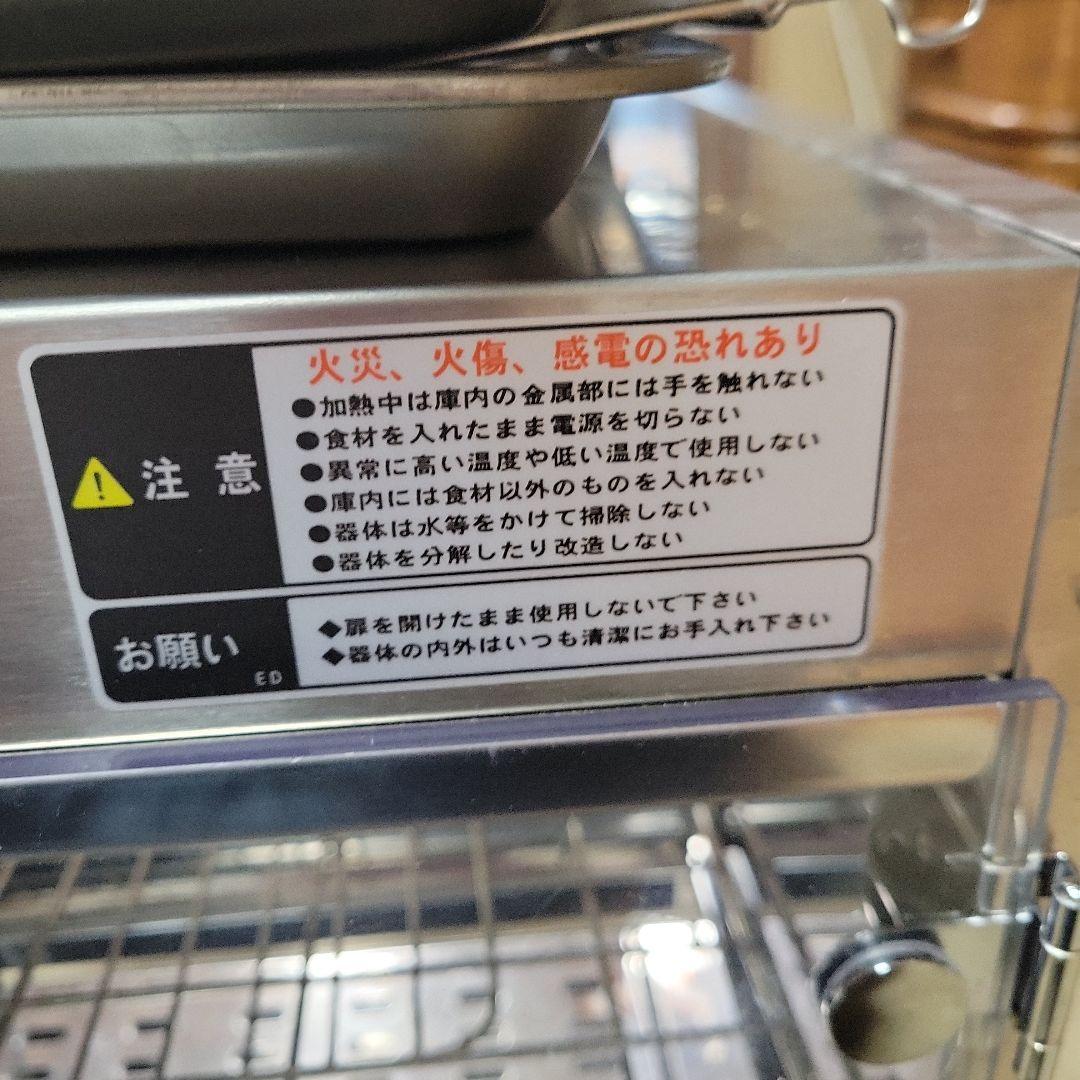 火災、火傷、感電の恐れあり
注意
●加熱中は庫内の金属部には手を触れない
●食材を入れたまま電源を切らない
●異常に高い温度や低い温度で使用しない
●庫内には食材以外のものを入れない
●器体は水等をかけて掃除しない
●器体を分解したり改造しない
お願い
ED
◆扉を開けたまま使用しないで下さい
◆器体の内外はいつも清潔にお手入れ下さい